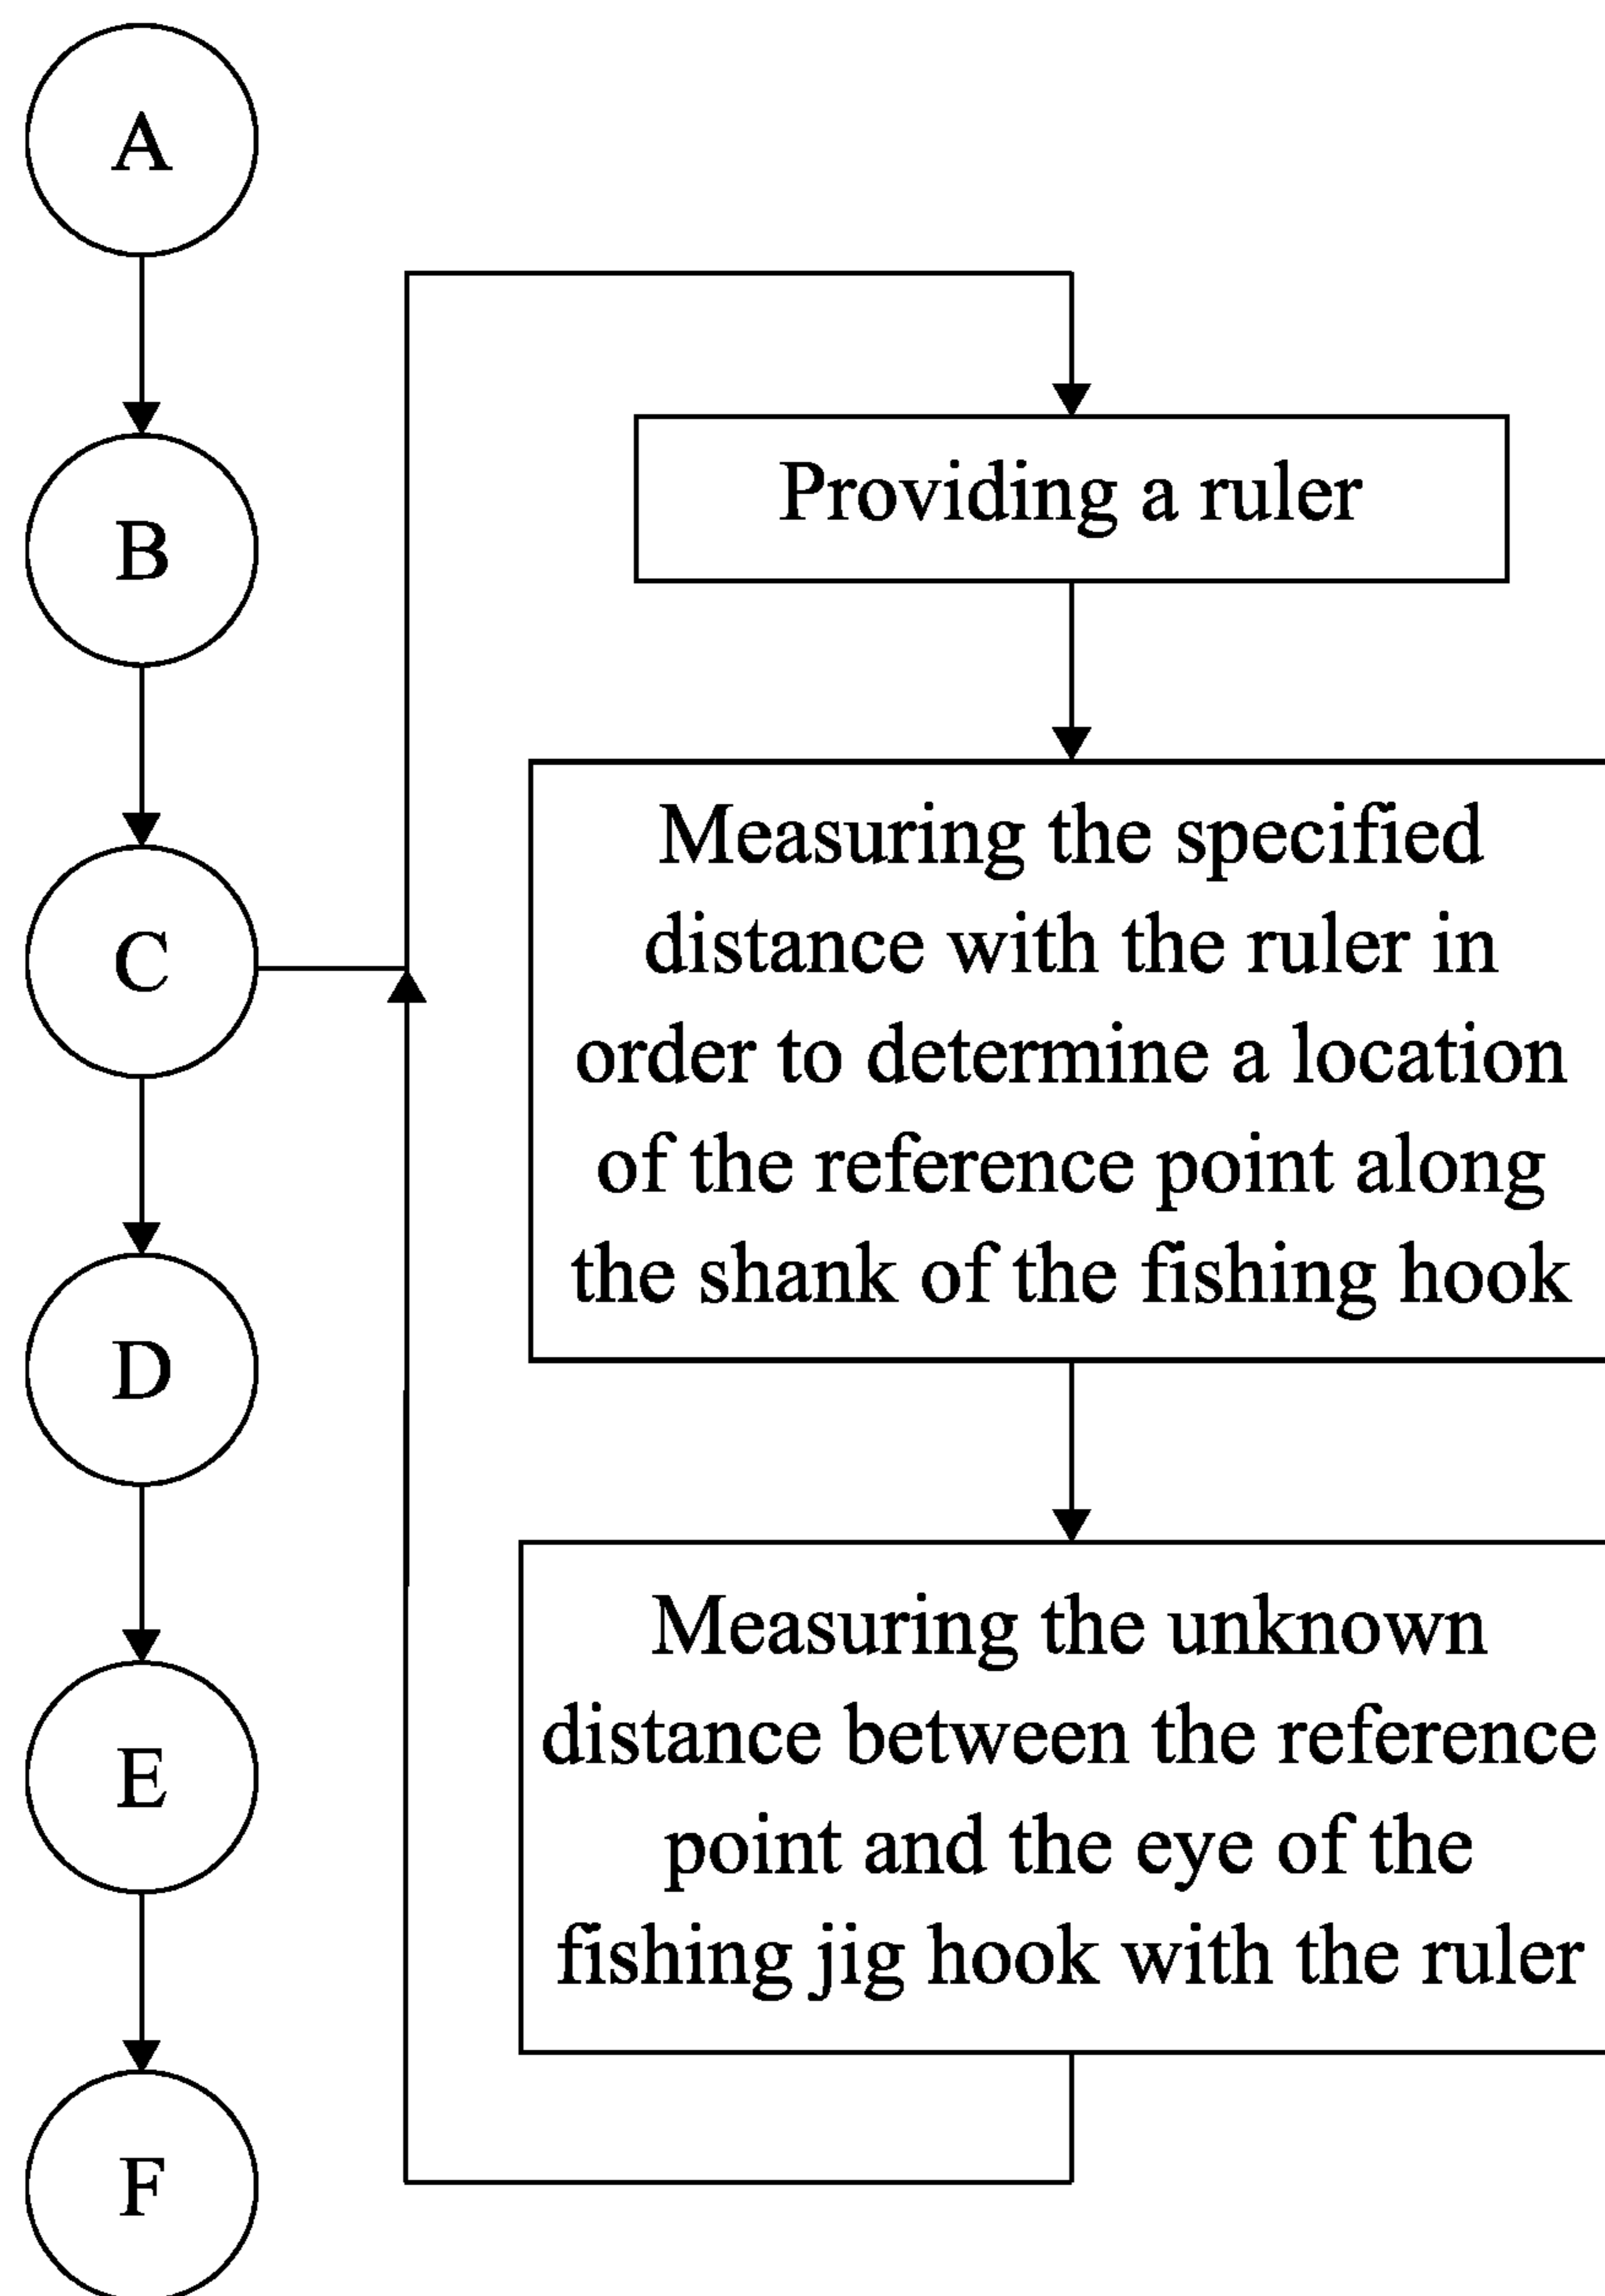 A
B
C
D
E
F
Providing a ruler
Measuring the specified
distance with the ruler in
order to determine a location
of the reference point along
the shank of the fishing hook
Measuring the unknown
distance between the reference
point and the eye of the
fishing jig hook with the ruler